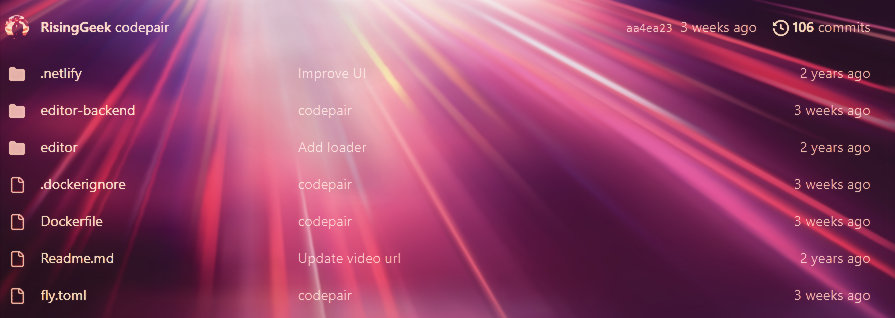 RisingGeek codepair aa4ea23 3 weeks ago 106 commits
.netlify Improve UI 2 years ago
editor-backend codepair 3 weeks ago
editor Add loader 2 years ago
.dockerignore codepair 3 weeks ago
Dockerfile codepair 3 weeks ago
Readme.md Update video url 2 years ago
fly.toml codepair 3 weeks ago